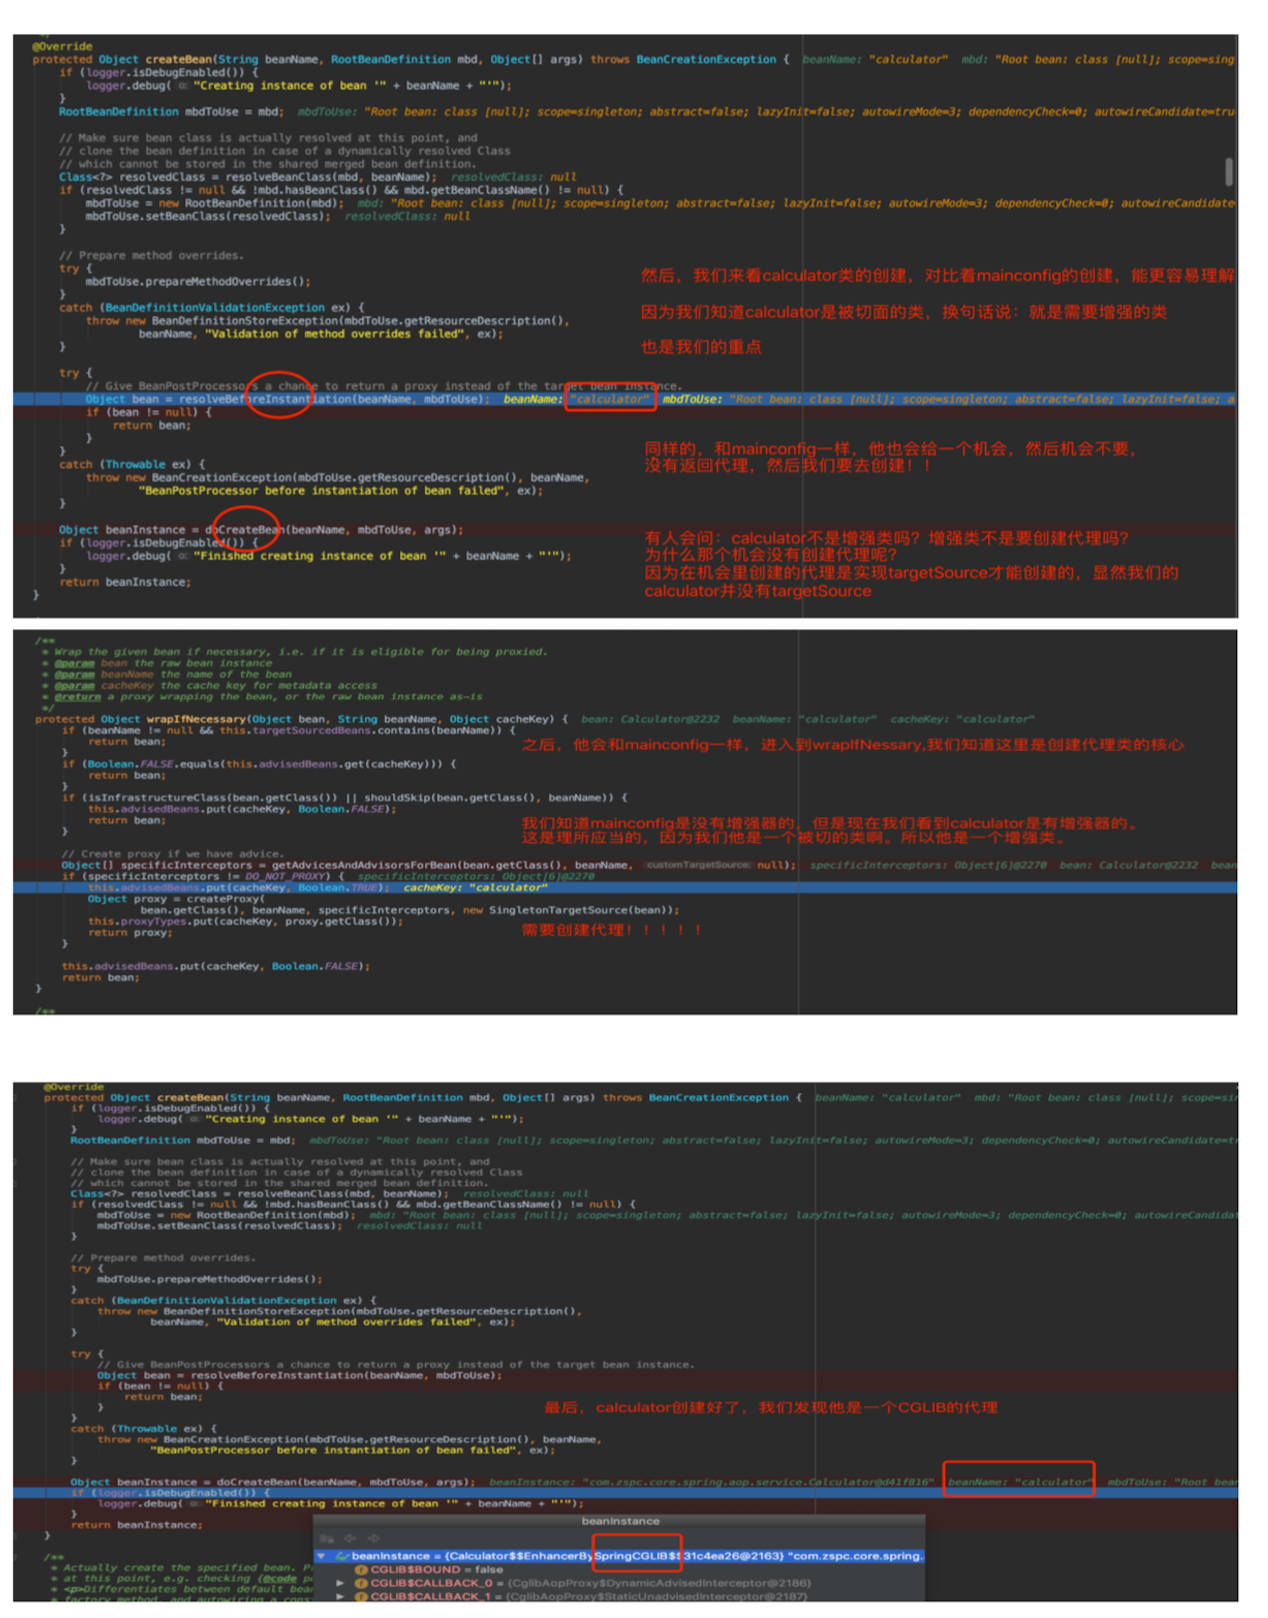 @Override
protected Object createBean(String beanName, RootBeanDefinition mbd, Object[] args) throws BeanCreationException {  beanName: "calculator"  mbd: "Root bean: class [null]; scope=sing
if (logger.isDebugEnabled()) {
logger.debug( o: "Creating instance of bean '" + beanName + "'");
}
RootBeanDefinition mbdToUse = mbd;  mbdToUse: "Root bean: class [null]; scope=singleton; abstract=false; lazyInit=false; autowireMode=3; dependencyCheck=0; autowireCandidate=tru
// Make sure bean class is actually resolved at this point, and
// clone the bean definition in case of a dynamically resolved Class
// which cannot be stored in the shared merged bean definition.
Class<?> resolvedClass = resolveBeanClass(mbd, beanName);  resolvedClass: null
if (resolvedClass != null && !mbd.hasBeanClass() && mbd.getBeanClassName() != null) {
mbdToUse = new RootBeanDefinition(mbd);  mbd: "Root bean: class [null]; scope=singleton; abstract=false; lazyInit=false; autowireMode=3; dependencyCheck=0; autowireCandidate
mbdToUse.setBeanClass(resolvedClass);  resolvedClass: null
}
// Prepare method overrides.
try {
mbdToUse.prepareMethodOverrides();
}
catch (BeanDefinitionValidationException ex) {
throw new BeanDefinitionStoreException(mbdToUse.getResourceDescription(),
beanName, "Validation of method overrides failed", ex);
}
然后，我们来看calculator类的创建，对比着mainconfig的创建，能更容易理解
因为我们知道calculator是被切面的类，换句话说：就是需要增强的类
也是我们的重点
try {
// Give BeanPostProcessors a chance to return a proxy instead of the target bean instance.
Object bean = resolveBeforeInstantiation(beanName, mbdToUse);  beanName: "calculator"  mbdToUse: "Root bean: class [null]; scope=singleton; abstract=false; lazyInit=false; a
if (bean != null) {
return bean;
}
}
catch (Throwable ex) {
throw new BeanCreationException(mbdToUse.getResourceDescription(), beanName,
"BeanPostProcessor before instantiation of bean failed", ex);
}
同样的，和mainconfig一样，他也会给一个机会，然后机会不要，
没有返回代理，然后我们要去创建！！
Object beanInstance = doCreateBean(beanName, mbdToUse, args);
if (logger.isDebugEnabled()) {
logger.debug( o: "Finished creating instance of bean '" + beanName + "'");
}
return beanInstance;
}
有人会问：calculator不是增强类吗？增强类不是要创建代理吗？
为什么那个机会没有创建代理呢？
因为在机会里创建的代理是实现targetSource才能创建的，显然我们的
calculator并没有targetSource
/**
* Wrap the given bean if necessary, i.e. if it is eligible for being proxied.
* @param bean the raw bean instance
* @param beanName the name of the bean
* @param cacheKey the cache key for metadata access
* @return a proxy wrapping the bean, or the raw bean instance as-is
*/
protected Object wrapIfNecessary(Object bean, String beanName, Object cacheKey) {  bean: Calculator@2232  beanName: "calculator"  cacheKey: "calculator"
if (beanName != null && this.targetSourcedBeans.contains(beanName)) {
return bean;
}
之后，他会和mainconfig一样，进入到wrapIfNessary,我们知道这里是创建代理类的核心
if (Boolean.FALSE.equals(this.advisedBeans.get(cacheKey))) {
return bean;
}
if (isInfrastructureClass(bean.getClass()) || shouldSkip(bean.getClass(), beanName)) {
this.advisedBeans.put(cacheKey, Boolean.FALSE);
return bean;
}
我们知道mainconfig是没有增强器的，但是现在我们看到calculator是有增强器的。
这是理所应当的，因为我们他是一个被切的类啊。所以他是一个增强类。
// Create proxy if we have advice.
Object[] specificInterceptors = getAdvicesAndAdvisorsForBean(bean.getClass(), beanName, customTargetSource: null);  specificInterceptors: Object[6]@2270  bean: Calculator@2232  bean
if (specificInterceptors != DO_NOT_PROXY) {  specificInterceptors: Object[6]@2270
this.advisedBeans.put(cacheKey, Boolean.TRUE);  cacheKey: "calculator"
Object proxy = createProxy(
bean.getClass(), beanName, specificInterceptors, new SingletonTargetSource(bean));
this.proxyTypes.put(cacheKey, proxy.getClass());
return proxy;
}
需要创建代理！！！！！
this.advisedBeans.put(cacheKey, Boolean.FALSE);
return bean;
}
/**
@Override
protected Object createBean(String beanName, RootBeanDefinition mbd, Object[] args) throws BeanCreationException {  beanName: "calculator"  mbd: "Root bean: class [null]; scope=si
if (logger.isDebugEnabled()) {
logger.debug( o: "Creating instance of bean '" + beanName + "'");
}
RootBeanDefinition mbdToUse = mbd;  mbdToUse: "Root bean: class [null]; scope=singleton; abstract=false; lazyInit=false; autowireMode=3; dependencyCheck=0; autowireCandidate=t
// Make sure bean class is actually resolved at this point, and
// clone the bean definition in case of a dynamically resolved Class
// which cannot be stored in the shared merged bean definition.
Class<?> resolvedClass = resolveBeanClass(mbd, beanName);  resolvedClass: null
if (resolvedClass != null && !mbd.hasBeanClass() && mbd.getBeanClassName() != null) {
mbdToUse = new RootBeanDefinition(mbd);  mbd: "Root bean: class [null]; scope=singleton; abstract=false; lazyInit=false; autowireMode=3; dependencyCheck=0; autowireCandidat
mbdToUse.setBeanClass(resolvedClass);  resolvedClass: null
}
// Prepare method overrides.
try {
mbdToUse.prepareMethodOverrides();
}
catch (BeanDefinitionValidationException ex) {
throw new BeanDefinitionStoreException(mbdToUse.getResourceDescription(),
beanName, "Validation of method overrides failed", ex);
}
try {
// Give BeanPostProcessors a chance to return a proxy instead of the target bean instance.
Object bean = resolveBeforeInstantiation(beanName, mbdToUse);
if (bean != null) {
return bean;
}
}
最后，calculator创建好了，我们发现他是一个CGLIB的代理
catch (Throwable ex) {
throw new BeanCreationException(mbdToUse.getResourceDescription(), beanName,
"BeanPostProcessor before instantiation of bean failed", ex);
}
Object beanInstance = doCreateBean(beanName, mbdToUse, args);  beanInstance: "com.zspc.core.spring.aop.service.Calculator@d41f816"  beanName: "calculator"  mbdToUse: "Root bea
if (logger.isDebugEnabled()) {
logger.debug( o: "Finished creating instance of bean '" + beanName + "'");
}
return beanInstance;
}
beanInstance
beanInstance = {Calculator$$EnhancerBySpringCGLIB$$31c4ea26@2163} "com.zspc.core.spring.
CGLIB$BOUND = false
CGLIB$CALLBACK_0 = {CglibAopProxy$DynamicAdvisedInterceptor@2186}
CGLIB$CALLBACK_1 = {CglibAopProxy$StaticUnadvisedInterceptor@2187}
/**
* Actually create the specified bean. P
* at this point, e.g. checking {@code p
* <p>Differentiates between default bea
* factory method, and autowiring a cons